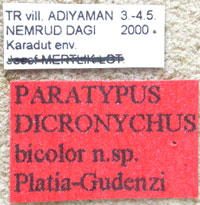 TR vill. ADIYAMAN 3.-4.5.
NEMRUD DAGI 2000.
Karadut env.
Josef MERTLIK LGT
PARATYPUS
DICRONYCHUS
bicolor n.sp.
Platia-Gudenzi